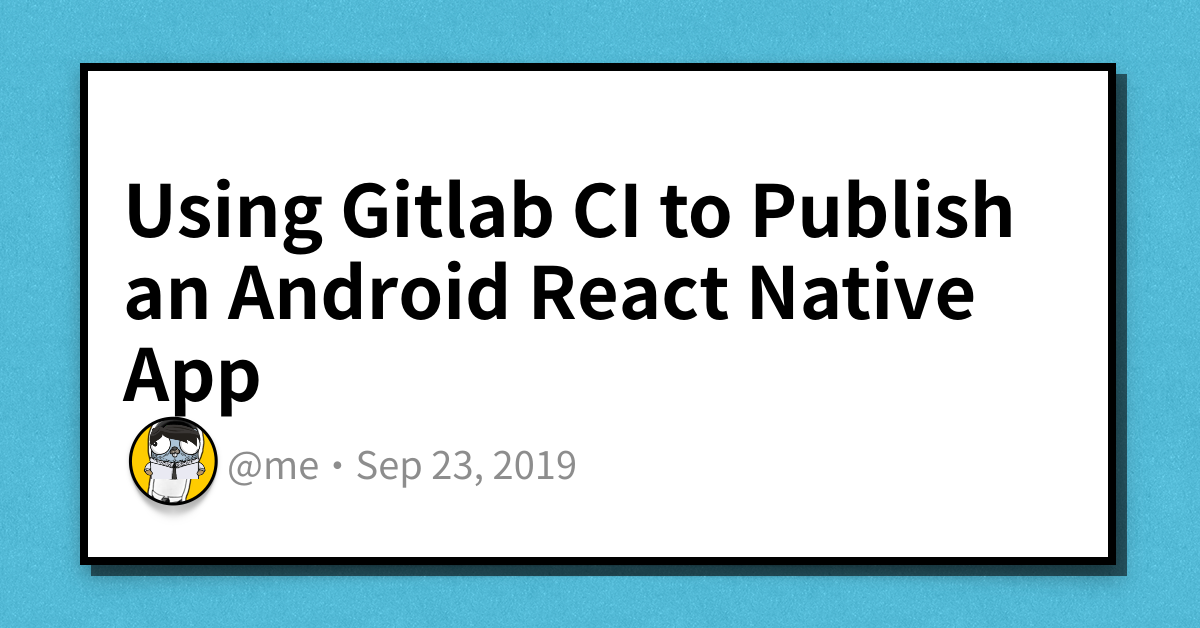 Using Gitlab CI to Publish
an Android React Native
App
@me • Sep 23, 2019